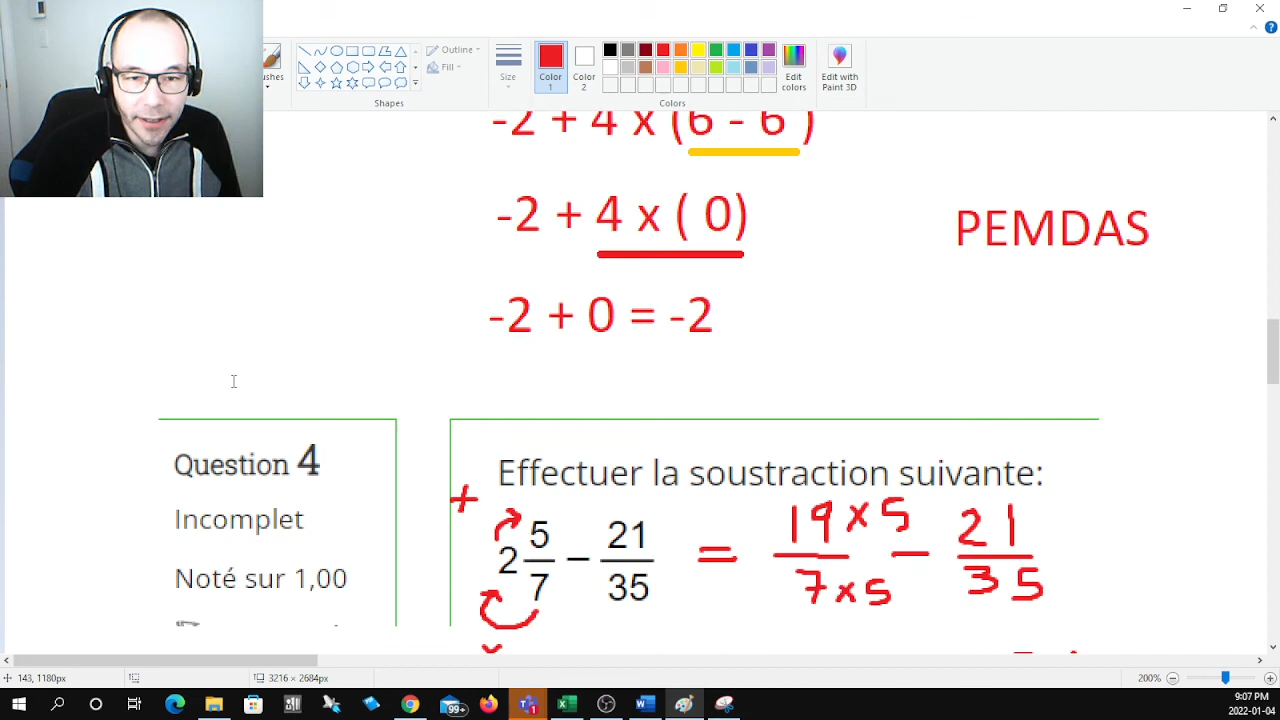 Outline
Fill
Size
Color
1
Color
2
Edit
colors
Edit with
Paint 3D
Shapes
Colors
-2 + 4 x (6 - 6 )
-2 + 4 x ( 0)
PEMDAS
-2 + 0 = -2
Question 4
Incomplet
Noté sur 1,00
Effectuer la soustraction suivante:
+
2 5/7 − 21/35 = 19 x 5 / 7 x 5 − 21/35
x
143, 1180px
3216 × 2684px
200%
99+
9:07 PM
2022-01-04